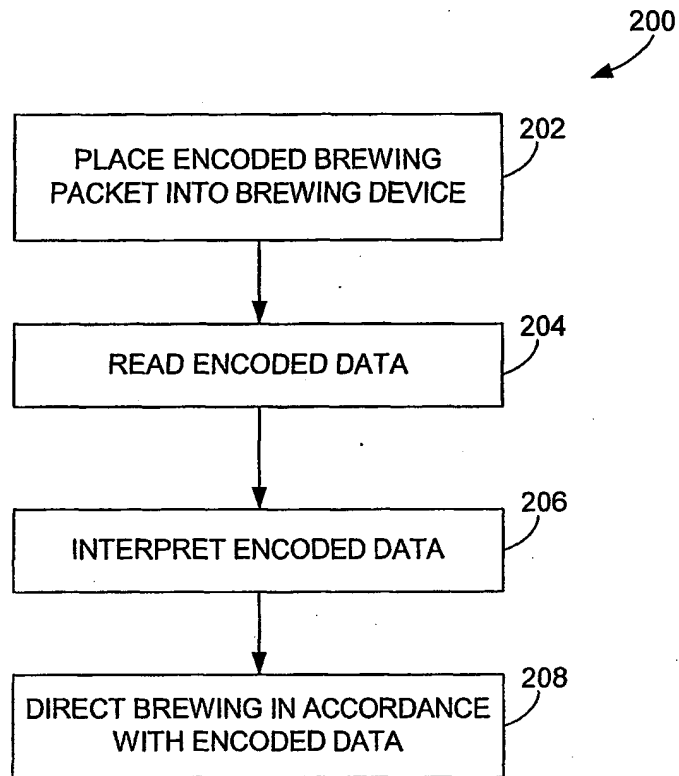 200
202
PLACE ENCODED BREWING
PACKET INTO BREWING DEVICE
204
READ ENCODED DATA
206
INTERPRET ENCODED DATA
208
DIRECT BREWING IN ACCORDANCE
WITH ENCODED DATA